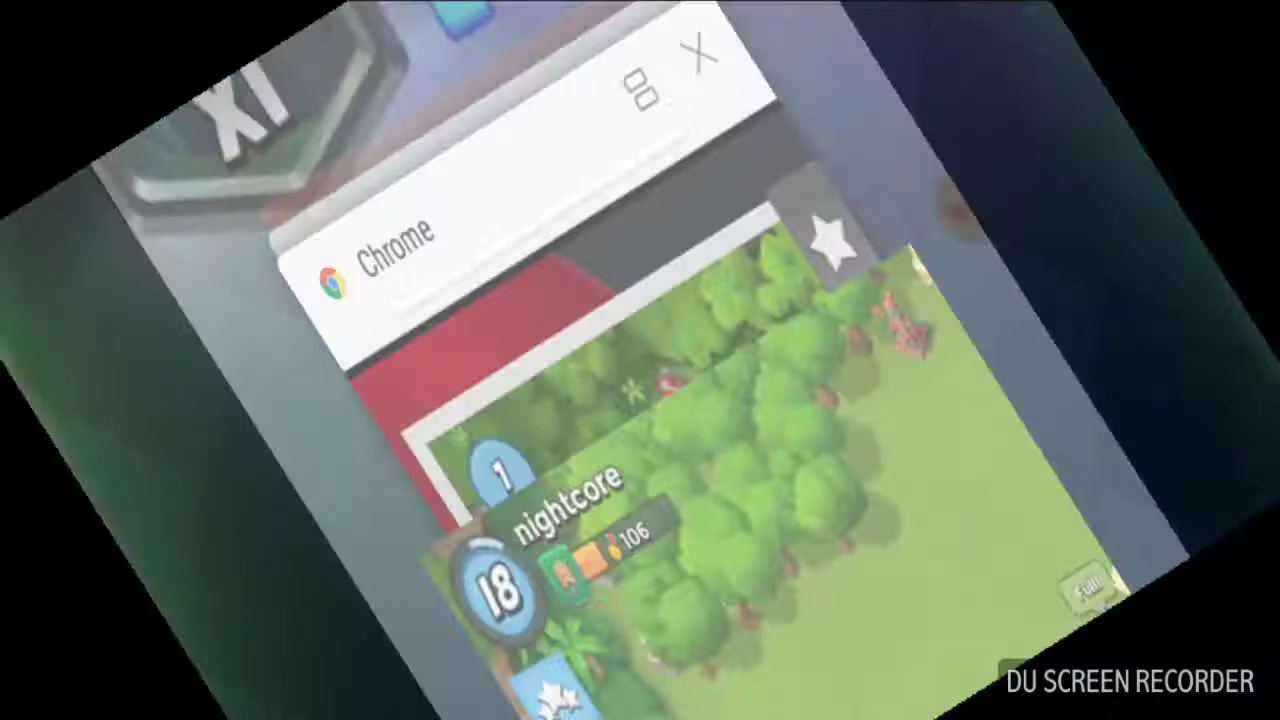 XI
Chrome
1
nightcore
106
18
Full
DU SCREEN RECORDER